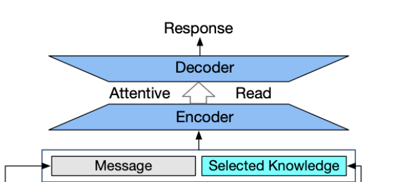 Response
Decoder
Attentive Read
Encoder
Message Selected Knowledge